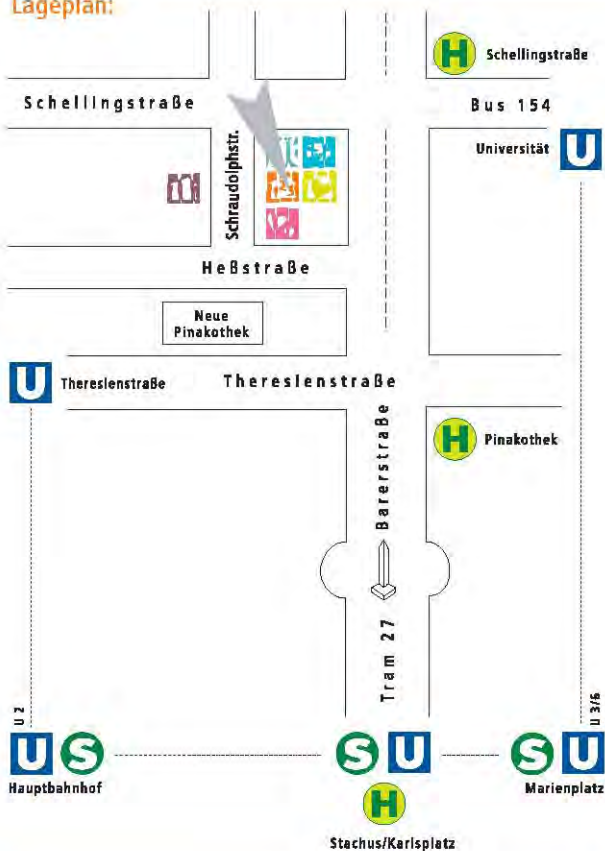 Lageplan:
H Schellingstraße
Schellingstraße
Bus 154
Universität U
Schraudolphstr.
Heßstraße
Neue
Pinakothek
U Theresienstraße
Theresienstraße
H Pinakothek
Barerstraße
Tram 27
U 2
U 3/6
U S
Hauptbahnhof
S U
H
Stachus/Karlsplatz
S U
Marienplatz